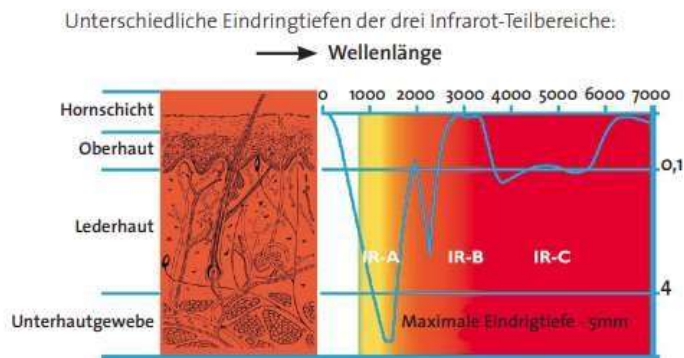 Unterschiedliche Eindringtiefen der drei Infrarot-Teilbereiche:
Wellenlänge
0 1000 2000 3000 4000 5000 6000 7000
Hornschicht
Oberhaut
0,1
Lederhaut
IR-A IR-B IR-C
4
Unterhautgewebe
Maximale Eindrigtiefe - 5mm